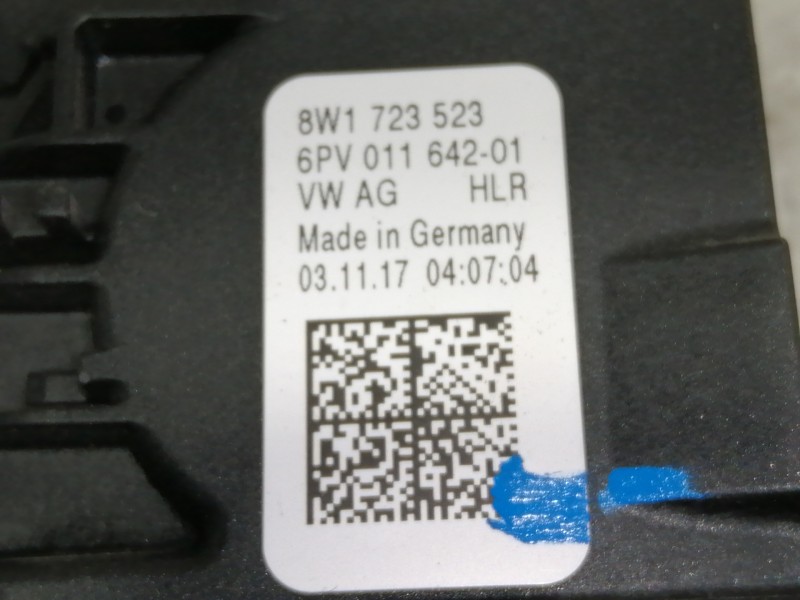 8W1 723 523
6PV 011 642-01
VW AG HLR
Made in Germany
03.11.17 04:07:04